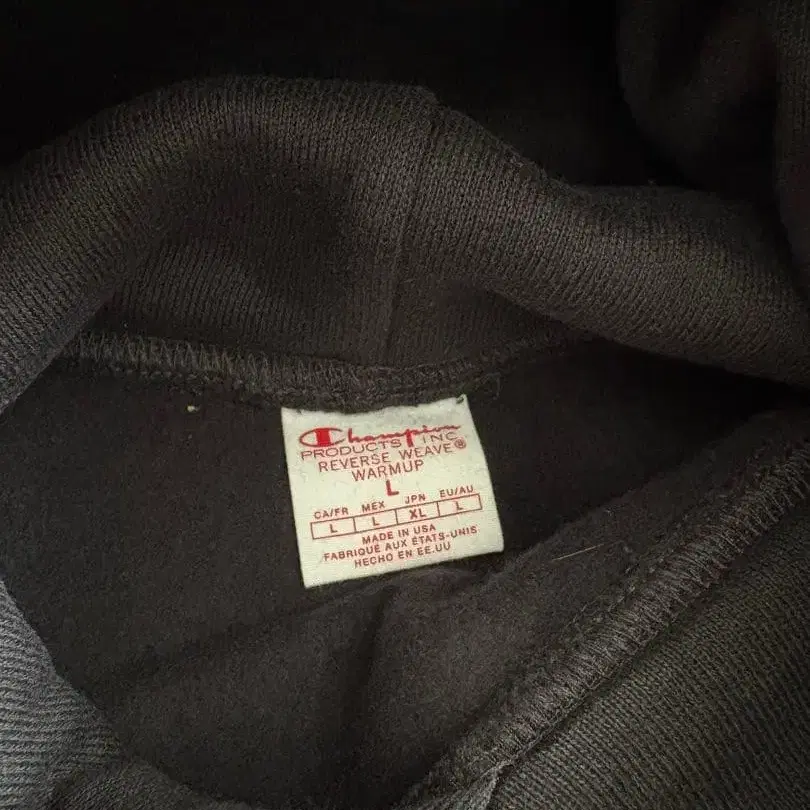 Champion
PRODUCTS INC
REVERSE WEAVE®
WARMUP
L
CA/FR MEX JPN EU/AU
L L XL L
MADE IN USA
FABRIQUÉ AUX ÉTATS-UNIS
HECHO EN EE.UU